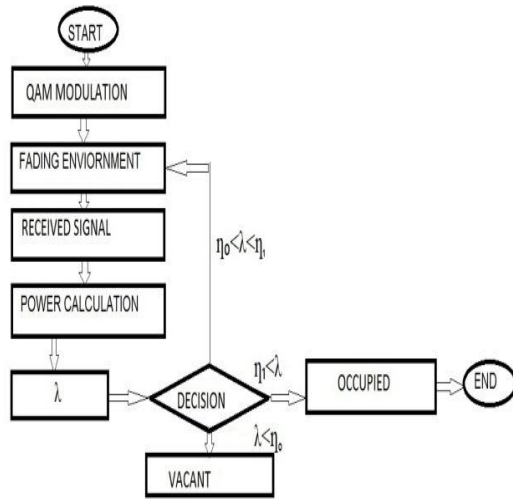 START
QAM MODULATION
FADING ENVIORNMENT
RECEIVED SIGNAL
η₀<λ<η₁
POWER CALCULATION
λ
DECISION
η₁<λ
OCCUPIED
END
λ<η₀
VACANT